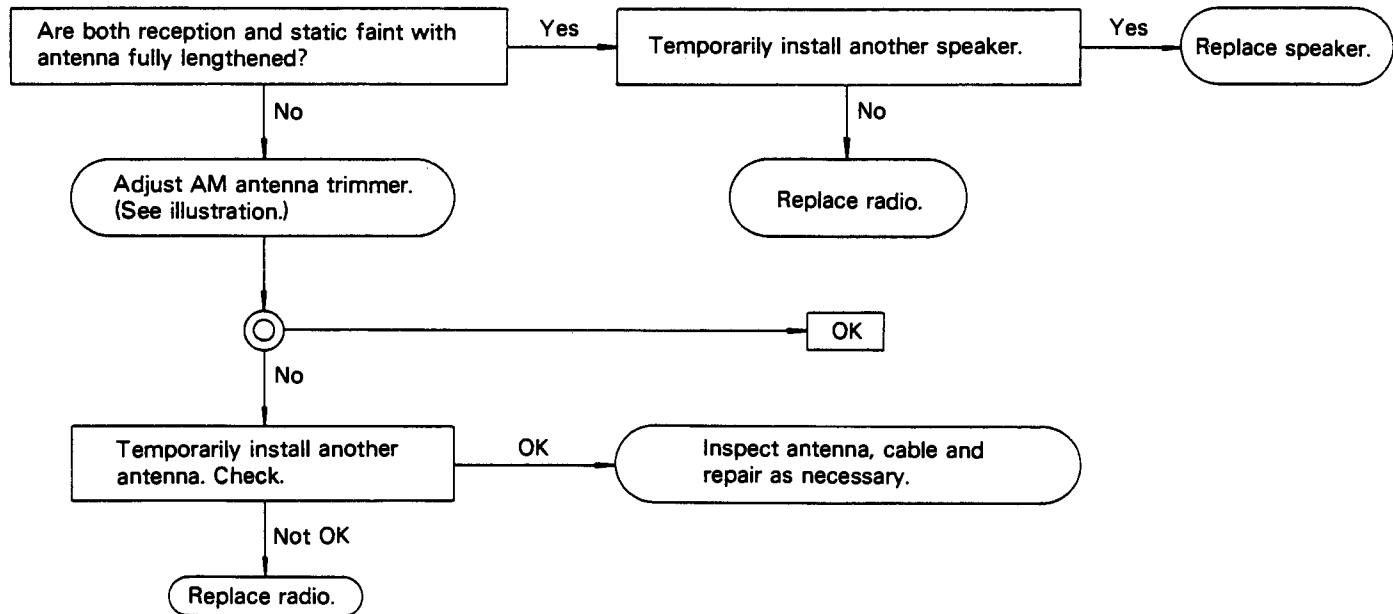 Are both reception and static faint with
antenna fully lengthened?
Yes
Temporarily install another speaker.
Yes
Replace speaker.
No
No
Adjust AM antenna trimmer.
(See illustration.)
Replace radio.
OK
No
Temporarily install another
antenna. Check.
OK
Inspect antenna, cable and
repair as necessary.
Not OK
Replace radio.